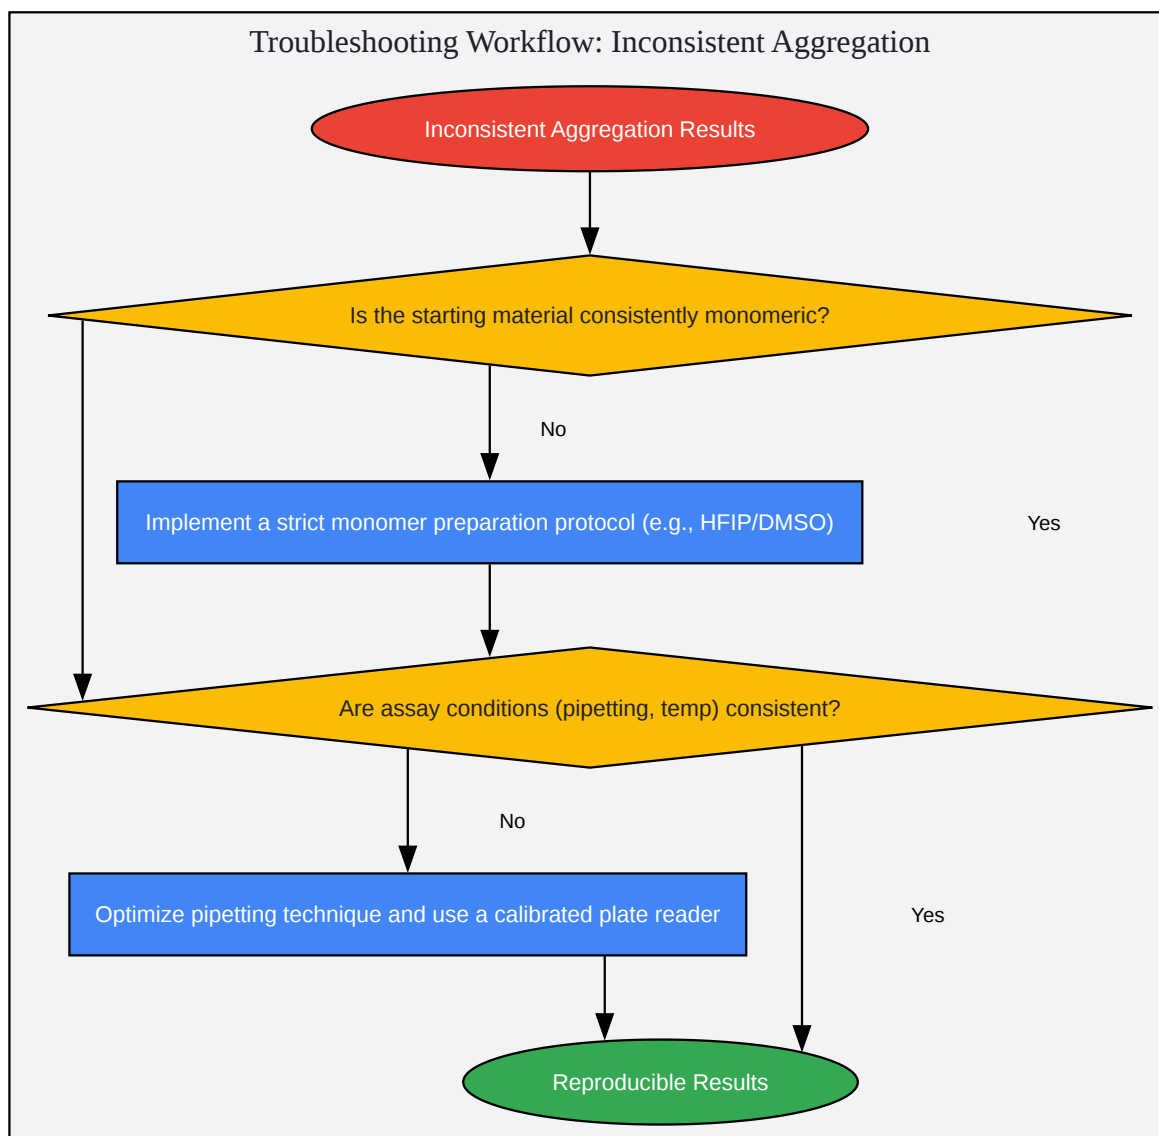 Troubleshooting Workflow: Inconsistent Aggregation
Inconsistent Aggregation Results
Is the starting material consistently monomeric?
No
Implement a strict monomer preparation protocol (e.g., HFIP/DMSO)
Yes
Are assay conditions (pipetting, temp) consistent?
No
Optimize pipetting technique and use a calibrated plate reader
Yes
Reproducible Results